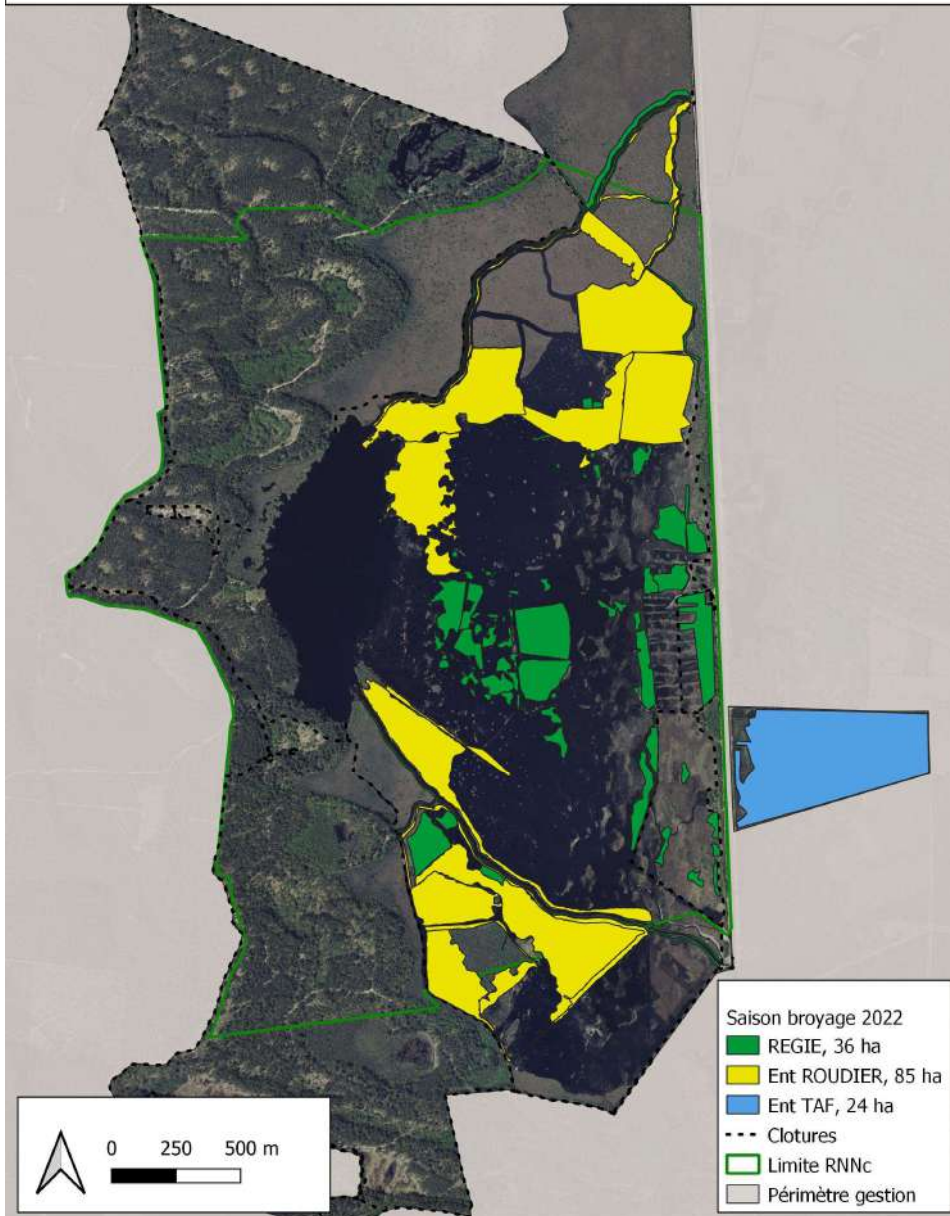 0 250 500 m
Saison broyage 2022
REGIE, 36 ha
Ent ROUDIER, 85 ha
Ent TAF, 24 ha
Clotures
Limite RNNc
Périmètre gestion